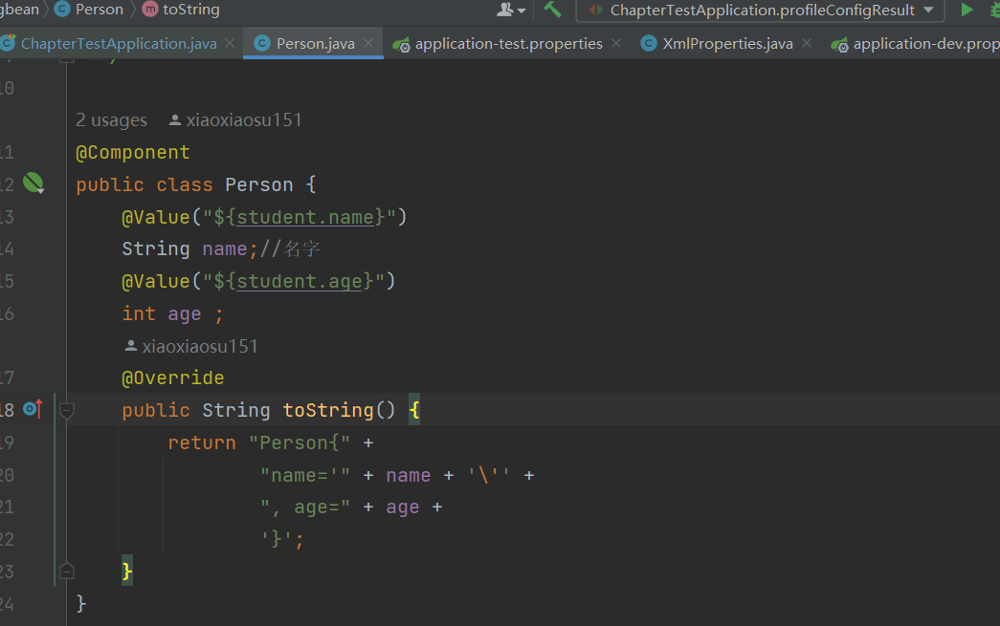 gbean Person toString ChapterTestApplication.profileConfigResult
ChapterTestApplication.java Person.java application-test.properties XmlProperties.java application-dev.prop
10
2 usages xiaoxiaosu151
11 @Component
12 public class Person {
13 @Value("${student.name}")
14 String name;//名字
15 @Value("${student.age}")
16 int age ;
xiaoxiaosu151
17 @Override
18 public String toString() {
19 return "Person{" +
20 "name='" + name + '\'' +
21 ", age=" + age +
22 '}';
23 }
24 }